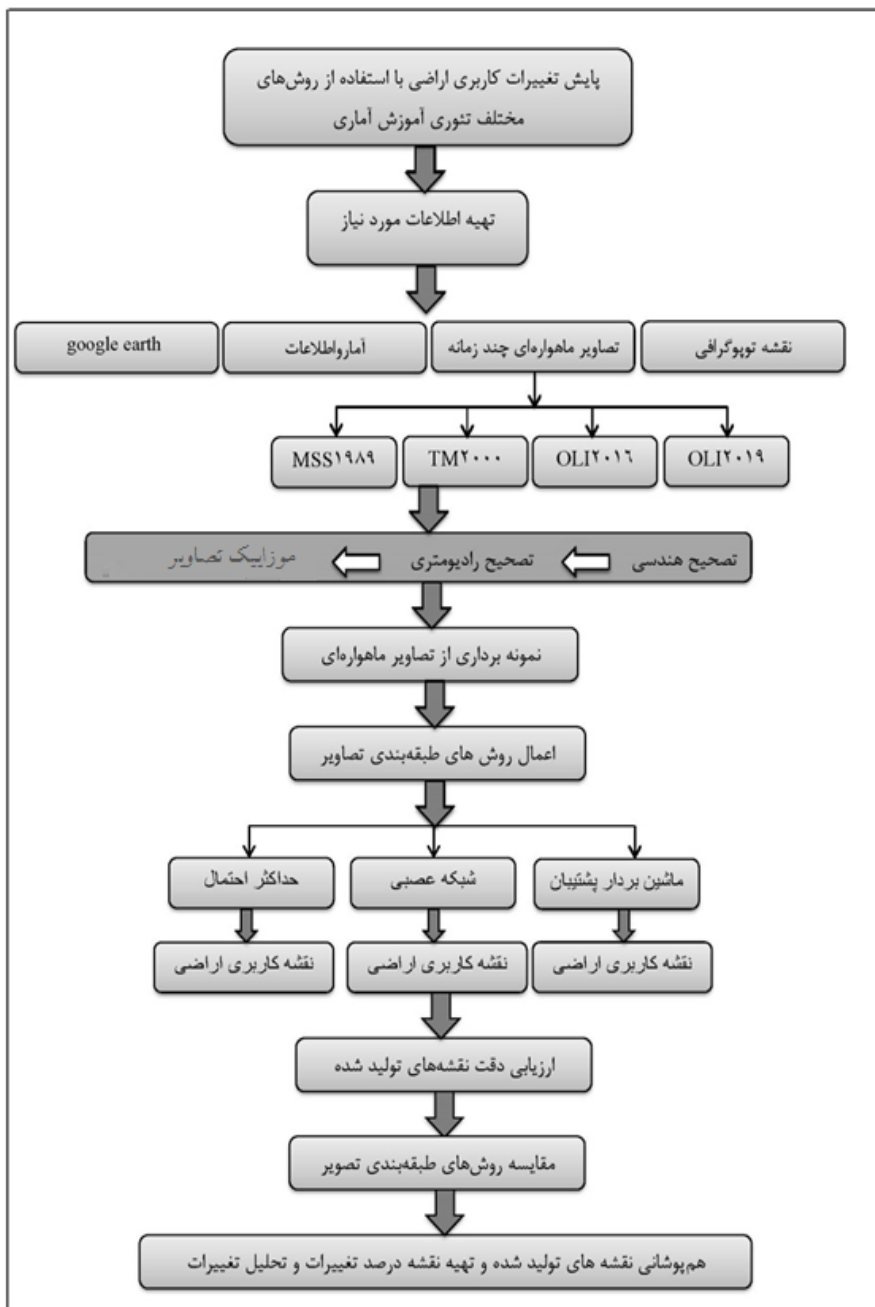 پایش تغییرات کاربری اراضی با استفاده از روش‌های
مختلف تئوری آموزش آماری
تهیه اطلاعات مورد نیاز
نقشه توپوگرافی
تصاویر ماهواره‌ای چند زمانه
آمارواطلاعات
google earth
OLI۲۰۱۹
OLI۲۰۱۶
TM۲۰۰۰
MSS۱۹۸۹
تصحیح هندسی
تصحیح رادیومتری
موزاییک تصاویر
نمونه برداری از تصاویر ماهواره‌ای
اعمال روش های طبقه‌بندی تصاویر
ماشین بردار پشتیبان
شبکه عصبی
حداکثر احتمال
نقشه کاربری اراضی
نقشه کاربری اراضی
نقشه کاربری اراضی
ارزیابی دقت نقشه‌های تولید شده
مقایسه روش‌های طبقه‌بندی تصویر
هم‌پوشانی نقشه های تولید شده و تهیه نقشه درصد تغییرات و تحلیل تغییرات